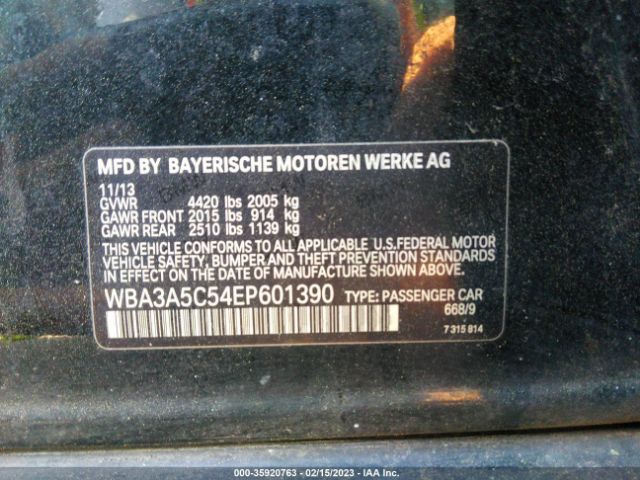 MFD BY BAYERISCHE MOTOREN WERKE AG
11/13
GVWR 4420 lbs 2005 kg
GAWR FRONT 2015 lbs 914 kg
GAWR REAR 2510 lbs 1139 kg
THIS VEHICLE CONFORMS TO ALL APPLICABLE U.S.FEDERAL MOTOR
VEHICLE SAFETY, BUMPER AND THEFT PREVENTION STANDARDS
IN EFFECT ON THE DATE OF MANUFACTURE SHOWN ABOVE.
WBA3A5C54EP601390 TYPE: PASSENGER CAR
668/9
7 315 814
000-35920763 - 02/15/2023 - IAA Inc.